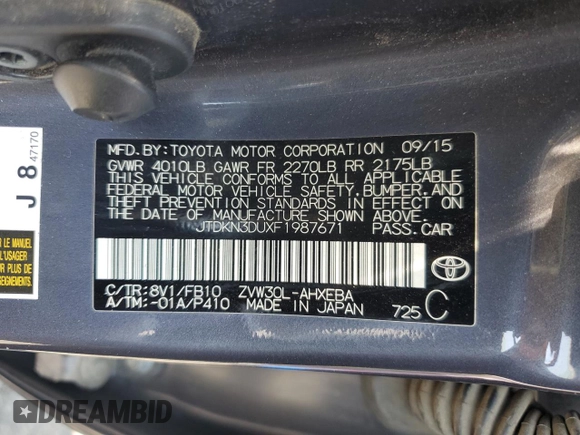 MFD.BY:TOYOTA MOTOR CORPORATION 09/15
GVWR 4010LB GAWR FR 2270LB RR 2175LB
THIS VEHICLE CONFORMS TO ALL APPLICABLE
FEDERAL MOTOR VEHICLE SAFETY, BUMPER, AND
THEFT PREVENTION STANDARDS IN EFFECT ON
THE DATE OF MANUFACTURE SHOWN ABOVE.
JTDKN3DUXF1987671 PASS.CAR
C/TR:8V1/FB10 ZVW30L-AHXEBA
A/TM:-01A/P410 MADE IN JAPAN 725 C
J 8 47170
R LE MANUEL
L'USAGER
ES
ENTS.
DREAMBID